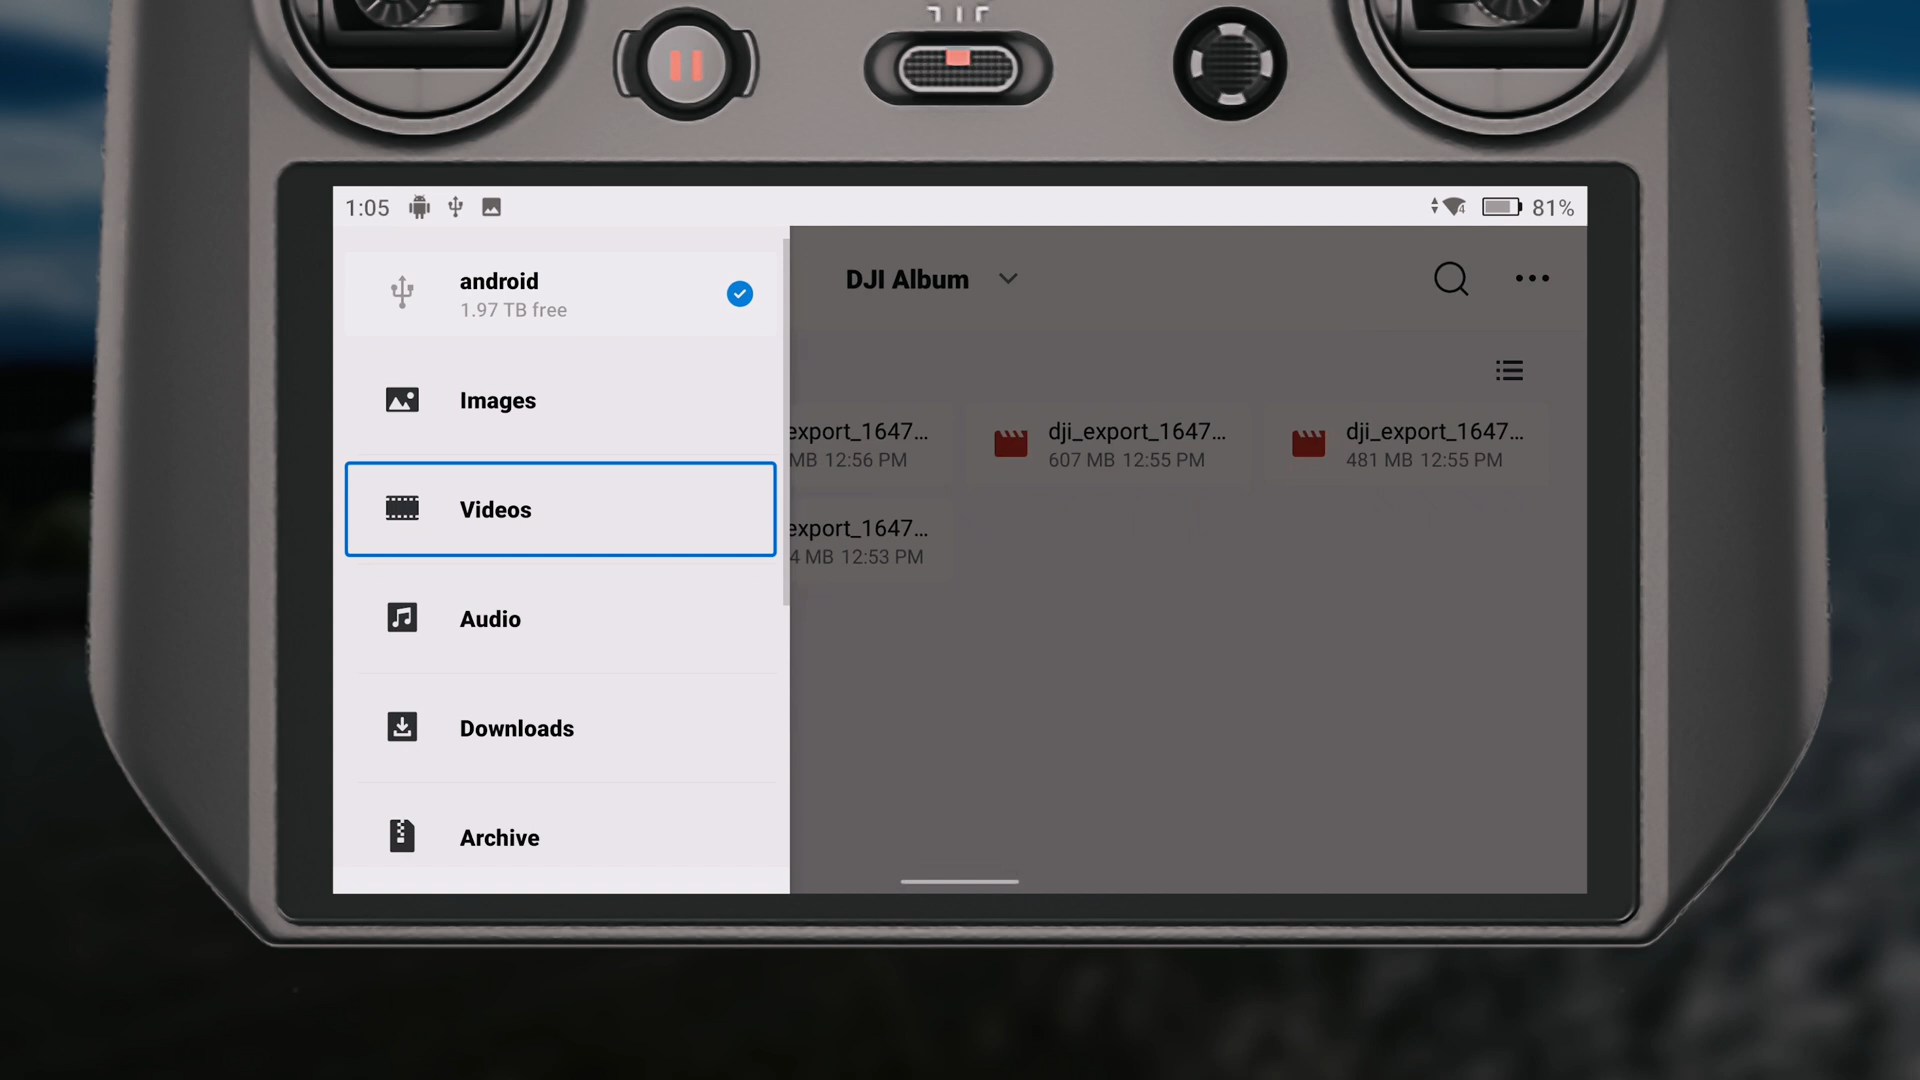 1:05
81%
android
1.97 TB free
Images
Videos
Audio
Downloads
Archive
DJI Album
export_1647...
MB 12:56 PM
dji_export_1647...
607 MB 12:55 PM
dji_export_1647...
481 MB 12:55 PM
export_1647...
4 MB 12:53 PM